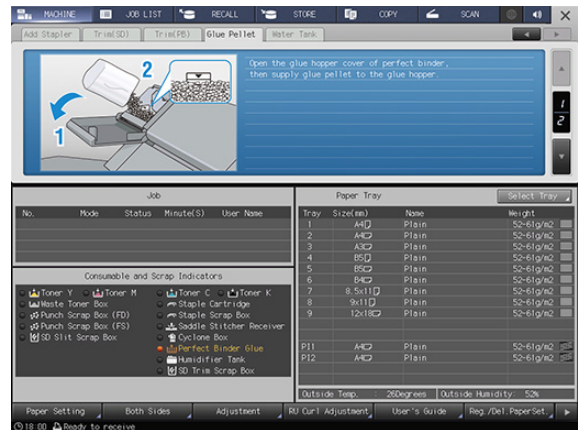 MACHINE JOB LIST RECALL STORE COPY SCAN
Add Stapler Trim(SD) Trim(PB) Glue Pellet Water Tank
Open the glue hopper cover of perfect binder,
then supply glue pellet to the glue hopper.
1
2
1
2
Job
No. Mode Status Minute(S) User Name
Consumable and Scrap Indicators
Toner Y Toner M Toner C Toner K
Waste Toner Box Staple Cartridge
Punch Scrap Box (FD) Staple Scrap Box
Punch Scrap Box (FS) Saddle Stitcher Receiver
SD Slit Scrap Box Cyclone Box
Perfect Binder Glue
Humidifier Tank
SD Trim Scrap Box
Paper Tray Select Tray
Tray Size(mm) Name Weight
1 A4 Plain 52-61g/m2
2 A4 Plain 52-61g/m2
3 A3 Plain 52-61g/m2
4 B5 Plain 52-61g/m2
5 B5 Plain 52-61g/m2
6 B4 Plain 52-61g/m2
7 8.5x11 Plain 52-61g/m2
8 9x11 Plain 52-61g/m2
9 12x18 Plain 52-61g/m2
PI1 A4 Plain 52-61g/m2
PI2 A4 Plain 52-61g/m2
Outside Temp. : 26Degrees Outside Humidity: 52%
Paper Setting Both Sides Adjustment RU Curl Adjustment User's Guide Reg./Del.PaperSet.
18:00 Ready to receive